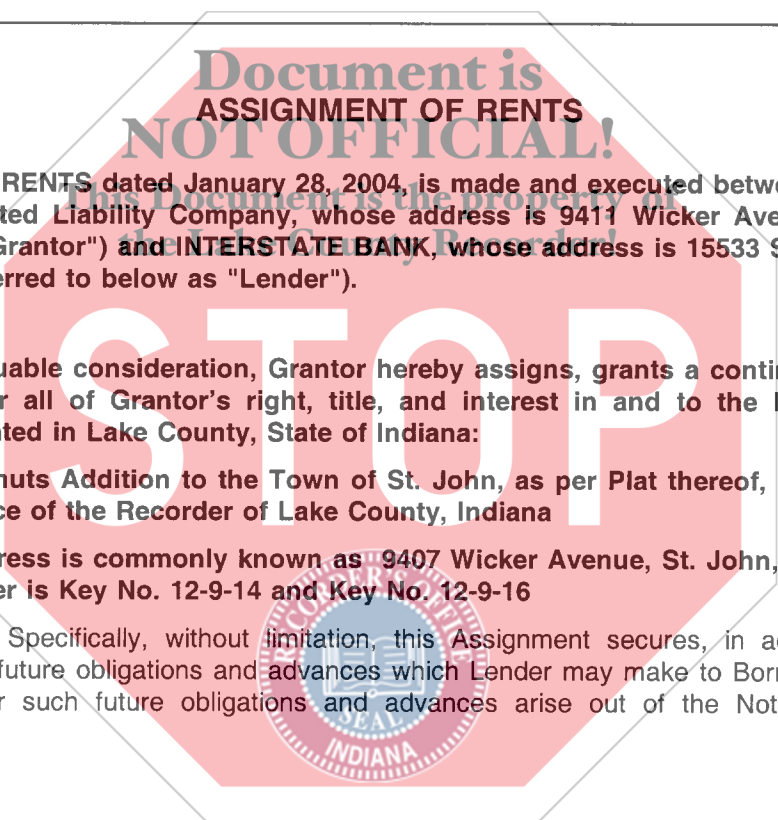 Document is
ASSIGNMENT OF RENTS
NOT OFFICIAL!
RENTS dated January 28, 2004, is made and executed betw
This Document is the property of
ted Liability Company, whose address is 9411 Wicker Ave
Grantor") and INTERSTATE BANK, whose address is 15533 S
the Lake County Recorder!
erred to below as "Lender").
STOP
uable consideration, Grantor hereby assigns, grants a conti
r all of Grantor's right, title, and interest in and to the
ted in Lake County, State of Indiana:
nuts Addition to the Town of St. John, as per Plat thereof,
ce of the Recorder of Lake County, Indiana
ress is commonly known as 9407 Wicker Avenue, St. John,
er is Key No. 12-9-14 and Key No. 12-9-16
RECORDER'S OFFIC
Specifically, without limitation, this Assignment secures, in a
future obligations and advances which Lender may make to Bor
r such future obligations and advances arise out of the Not
SEAL
INDIANA